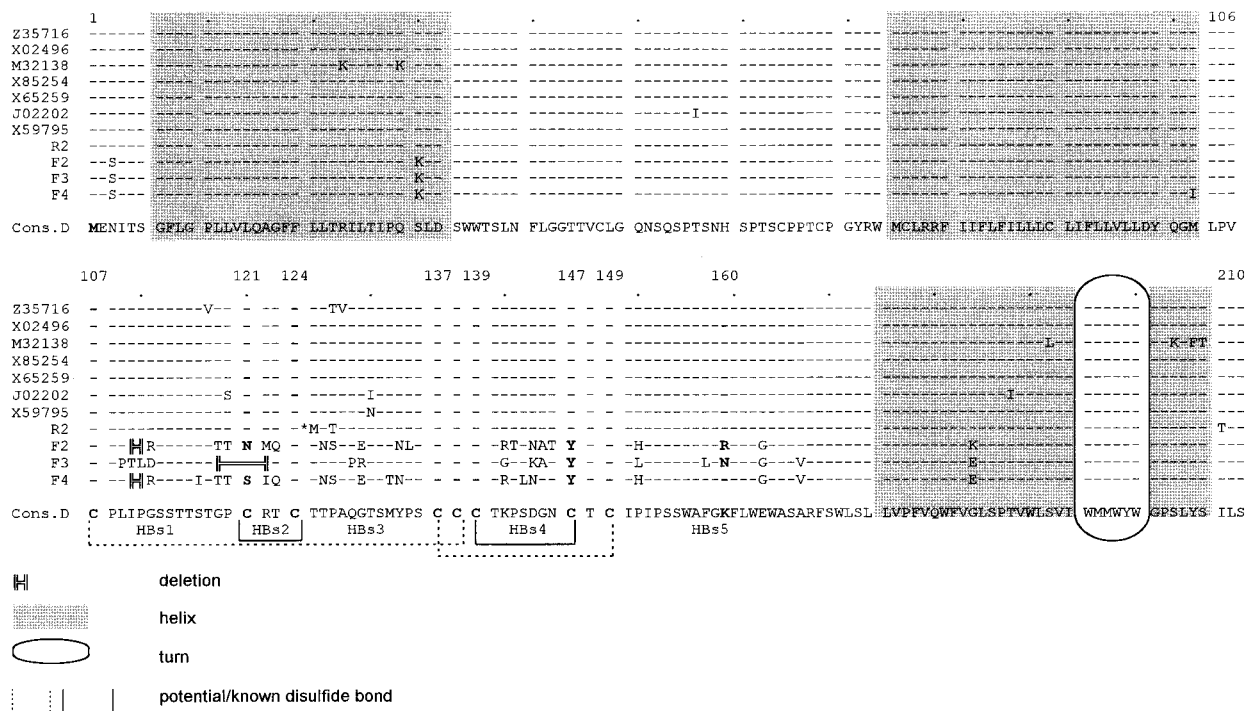 1 106
Z35716 --- ----- ---------- ---------- --- ------- ---------- ---------- ---------- ----- ----- ---------- ---------- --- ---
X02496
M32138 K K
X85254
X65259
J02202 I
X59795
R2
F2 --S K
F3 --S K
F4 --S K I
Cons.D MENITS GFLG PLLVLQAGFF LLTRILTIPQ SLD SWWTSLN FLGGTTVCLG QNSQSPTSNH SPTSCPPTCP GYRW MCLRRF IIFLFILLLC LIFLLVLLDY QGM LPV
107 121 124 137 139 147 149 160 210
Z35716 V TV
X02496
M32138 L K-FT
X85254
X65259
J02202 S I I
X59795 N
R2 *M-T T
F2 R TT N MQ NS--E---NL RT-NAT Y H R G K
F3 PTLD PR G--KA Y L L N G V E
F4 R I-TT S IQ NS--E--TN R-LN Y H G V E
Cons.D C PLIPGSSTTSTGP C RT C TTPAQGTSMYPS C C C TKPSDGN C T C IPIPSSWAFGKFLWEWASARFSWLSL LVPFVQWFVGLSPTVWLSVI WMMWYW GPSLYS ILS
HBs1 HBs2 HBs3 HBs4 HBs5
deletion
helix
turn
potential/known disulfide bond